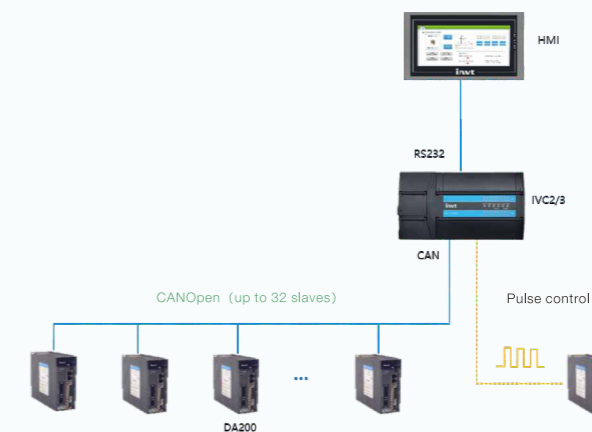 HMI
invt
RS232
invt
IVC2/3
CAN
CANOpen（up to 32 slaves）
Pulse control
...
DA200